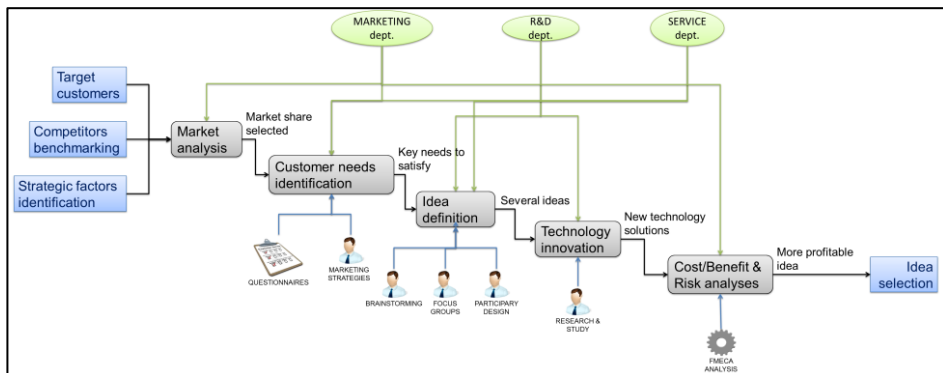 MARKETING
dept.
R&D
dept.
SERVICE
dept.
Target
customers
Competitors
benchmarking
Strategic factors
identification
Market
analysis
Market share
selected
Customer needs
identification
Key needs to
satisfy
Idea
definition
Several ideas
Technology
innovation
New technology
solutions
Cost/Benefit &
Risk analyses
More profitable
idea
Idea
selection
QUESTIONNAIRES
MARKETING
STRATEGIES
BRAINSTORMING
FOCUS
GROUPS
PARTICIPARY
DESIGN
RESEARCH &
STUDY
FMECA
ANALYSIS